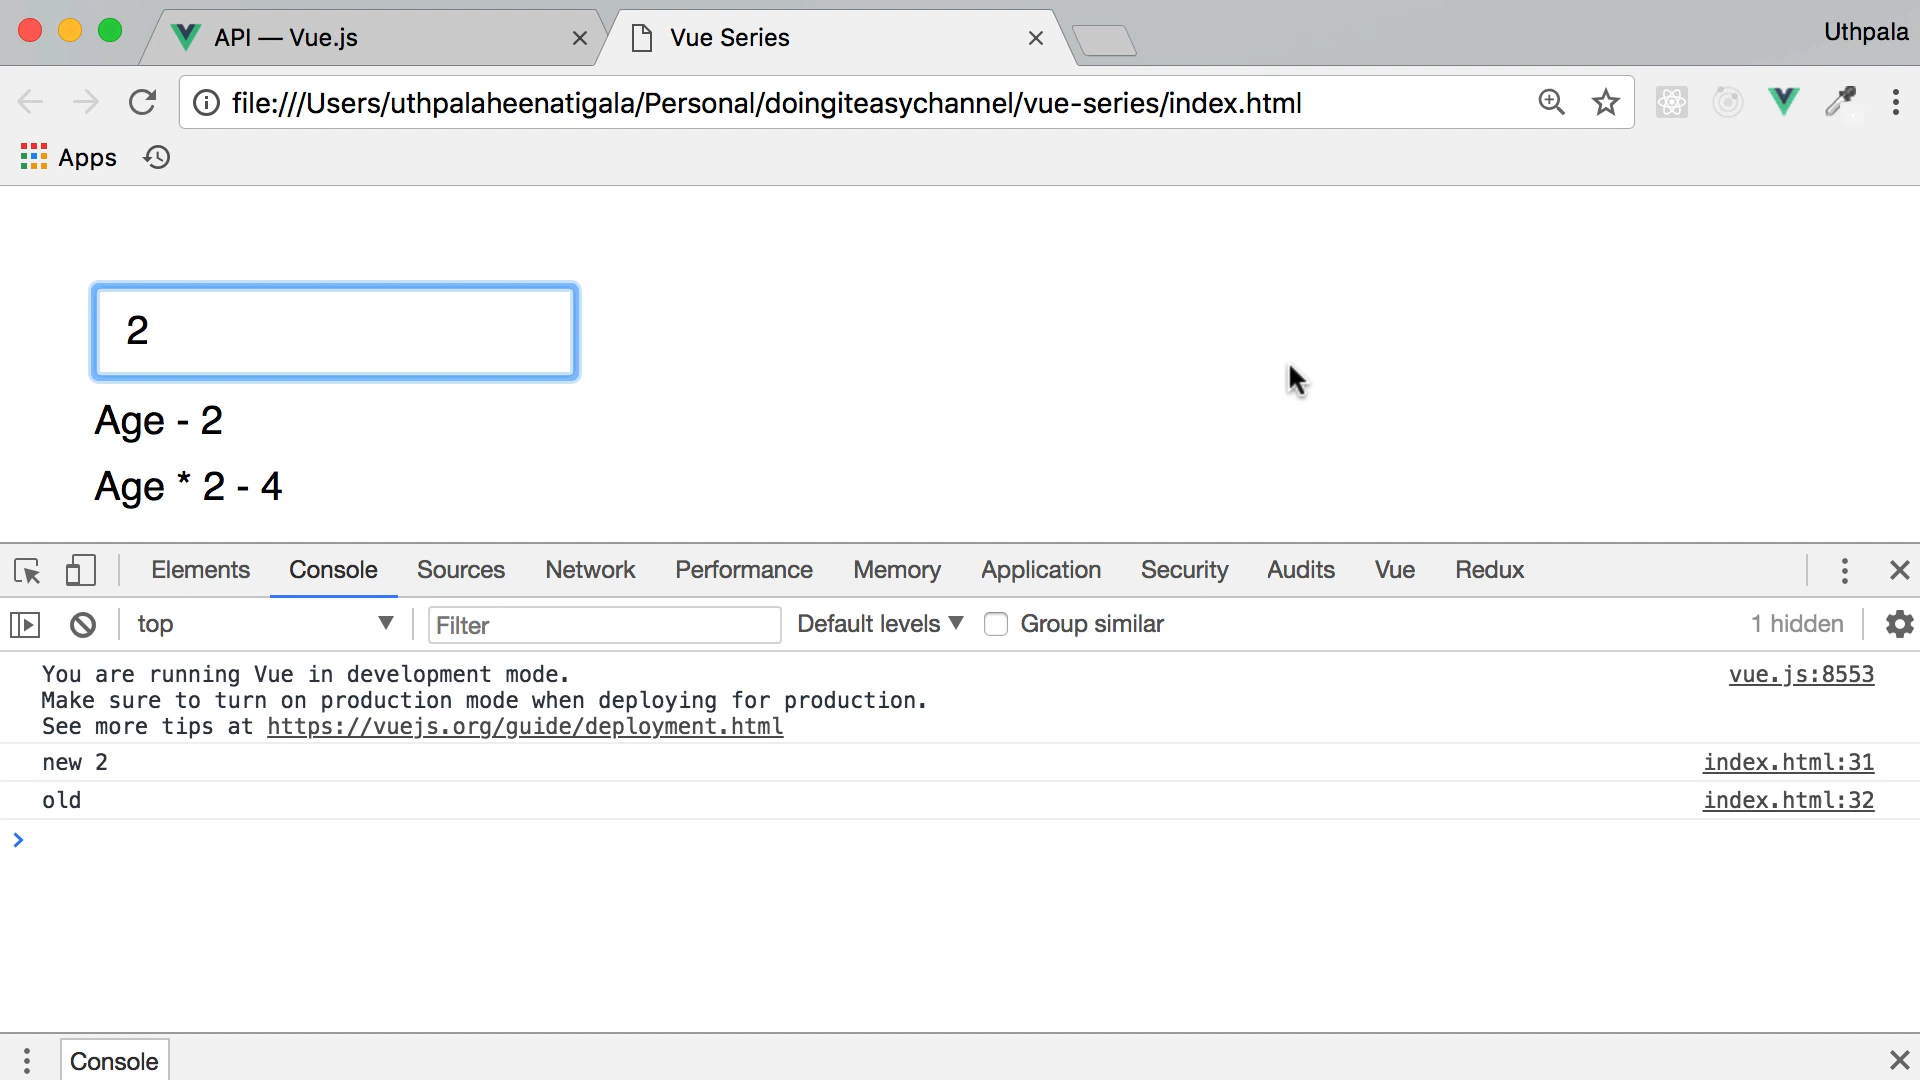 API — Vue.js
Vue Series
Uthpala
file:///Users/uthpalaheenatigala/Personal/doingiteasychannel/vue-series/index.html
Apps
2
Age - 2
Age * 2 - 4
Elements Console Sources Network Performance Memory Application Security Audits Vue Redux
top Filter Default levels Group similar 1 hidden
You are running Vue in development mode. vue.js:8553
Make sure to turn on production mode when deploying for production.
See more tips at https://vuejs.org/guide/deployment.html
new 2 index.html:31
old index.html:32
Console